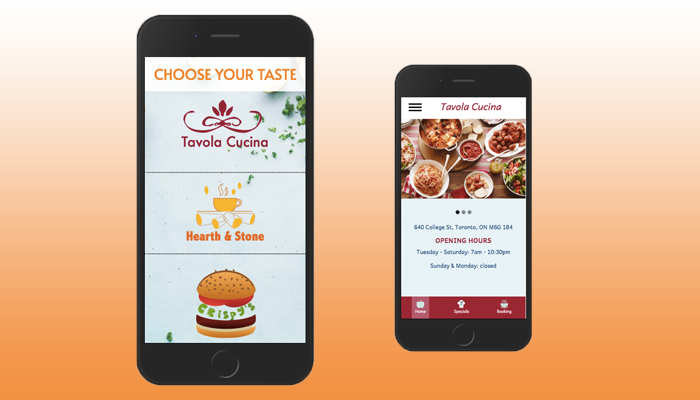 CHOOSE YOUR TASTE
Tavola Cucina
Hearth & Stone
CRISPY'S
Tavola Cucina
640 College St, Toronto, ON M6G 1B4
OPENING HOURS
Tuesday - Saturday: 7am - 10:30pm
Sunday & Monday: closed
Home
Specials
Booking